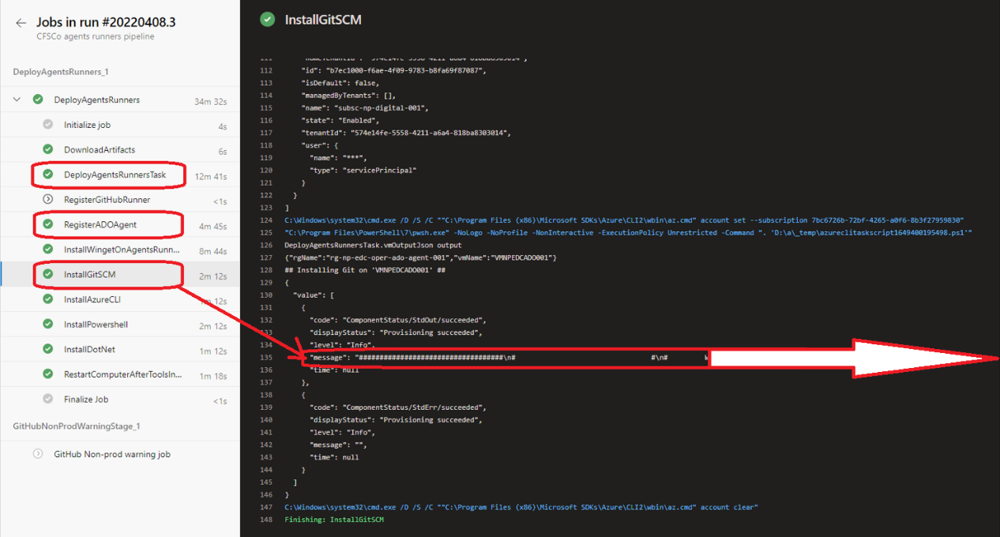 Jobs in run #20220408.3
CFSCo agents runners pipeline
DeployAgentsRunners_1
DeployAgentsRunners 34m 32s
Initialize job 4s
DownloadArtifacts 6s
DeployAgentsRunnersTask 12m 41s
RegisterGitHubRunner <1s
RegisterADOAgent 4m 45s
InstallWingetOnAgentsRunn... 8m 44s
InstallGitSCM 2m 12s
InstallAzureCLI 12s
InstallPowershell 2m 12s
InstallDotNet 1m 12s
RestartComputerAfterToolsIn... 1m 18s
Finalize Job <1s
GitHubNonProdWarningStage_1
GitHub Non-prod warning job
InstallGitSCM
112 "id": "b7ec1000-f6ae-4f09-9783-b8fa69f87087",
113 "isDefault": false,
114 "managedByTenants": [],
115 "name": "subsc-np-digital-001",
116 "state": "Enabled",
117 "tenantId": "574e14fe-5558-4211-a6a4-818ba8303014",
118 "user": {
119 "name": "***",
120 "type": "servicePrincipal"
121 }
122 }
123 ]
124 C:\Windows\system32\cmd.exe /D /S /C ""C:\Program Files (x86)\Microsoft SDKs\Azure\CLI2\wbin\az.cmd" account set --subscription 7bc6726b-72bf-4265-a0f6-8b3f27959830"
125 "C:\Program Files\PowerShell\7\pwsh.exe" -NoLogo -NoProfile -NonInteractive -ExecutionPolicy Unrestricted -Command ". 'D:\a\_temp\azureclitaskscript1649400195498.ps1'"
126 DeployAgentsRunnersTask.vmOutputJson output
127 {"rgName":"rg-np-edc-oper-ado-agent-001","vmName":"VMNPEDCADO001"}
128 ## Installing Git on 'VMNPEDCADO001' ##
129 {
130 "value": [
131 {
132 "code": "ComponentStatus/StdOut/succeeded",
133 "displayStatus": "Provisioning succeeded",
134 "level": "Info",
135 "message": "###################################\n# #\n#
136 "time": null
137 },
138 {
139 "code": "ComponentStatus/StdErr/succeeded",
140 "displayStatus": "Provisioning succeeded",
141 "level": "Info",
142 "message": "",
143 "time": null
144 }
145 ]
146 }
147 C:\Windows\system32\cmd.exe /D /S /C ""C:\Program Files (x86)\Microsoft SDKs\Azure\CLI2\wbin\az.cmd" account clear"
148 Finishing: InstallGitSCM